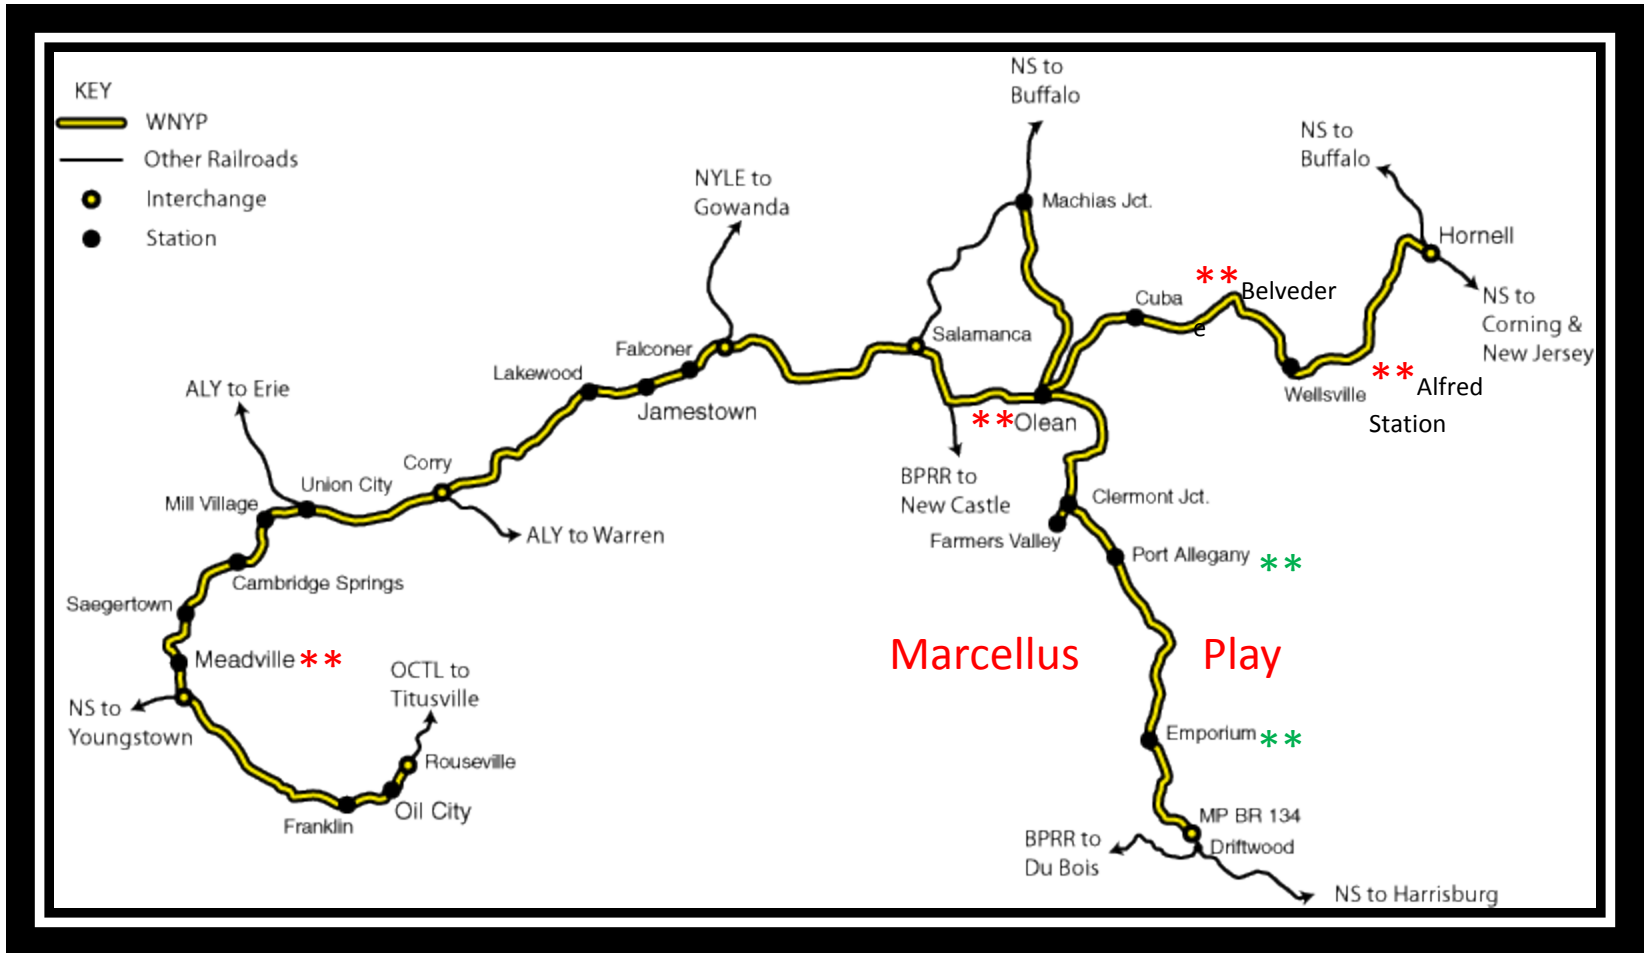 KEY
WNYP
Other Railroads
Interchange
Station
NS to
Buffalo
NS to
Buffalo
NYLE to
Gowanda
Machias Jct.
Hornell
** Belveder
e
Cuba
NS to
Corning &
New Jersey
Salamanca
Falconer
Lakewood
Jamestown
ALY to Erie
Wellsville
** Alfred
Station
** Olean
BPRR to
New Castle
Corry
Union City
Mill Village
ALY to Warren
Clermont Jct.
Farmers Valley
Port Allegany **
Cambridge Springs
Saegertown
Meadville **
Marcellus Play
OCTL to
Titusville
NS to
Youngstown
Emporium **
Rouseville
Oil City
Franklin
MP BR 134
Driftwood
BPRR to
Du Bois
NS to Harrisburg